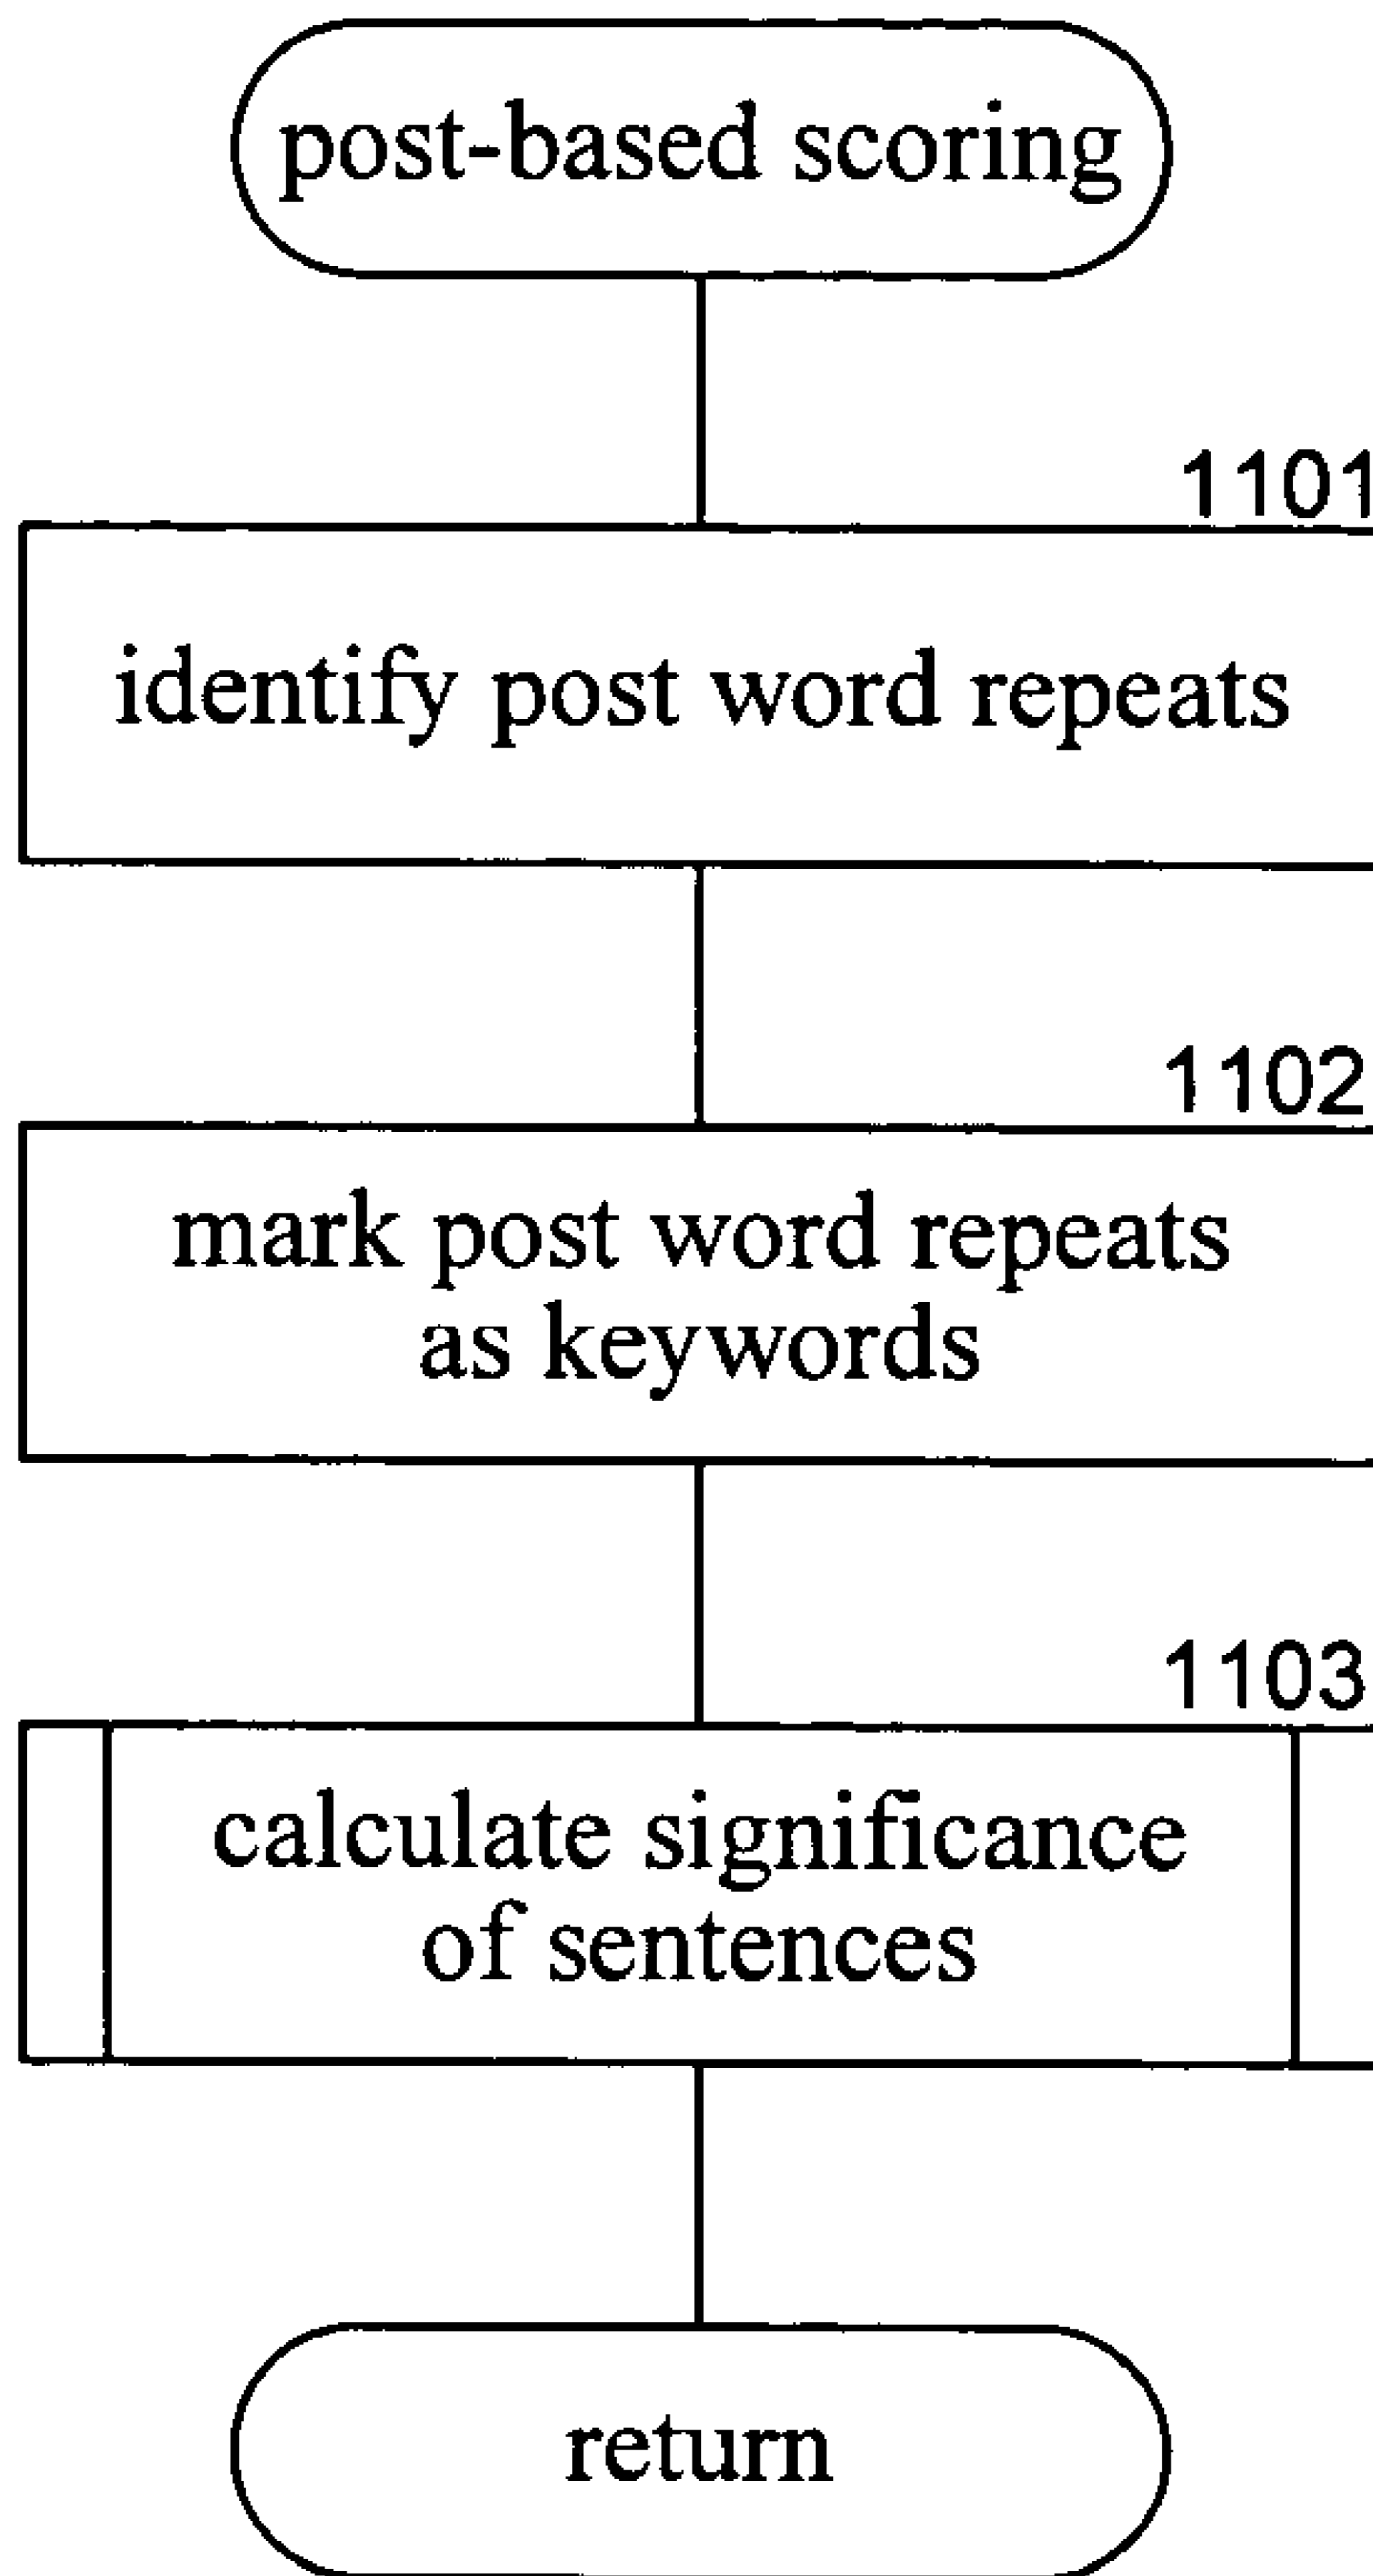 post-based scoring
1101
identify post word repeats
1102
mark post word repeats
as keywords
1103
calculate significance
of sentences
return